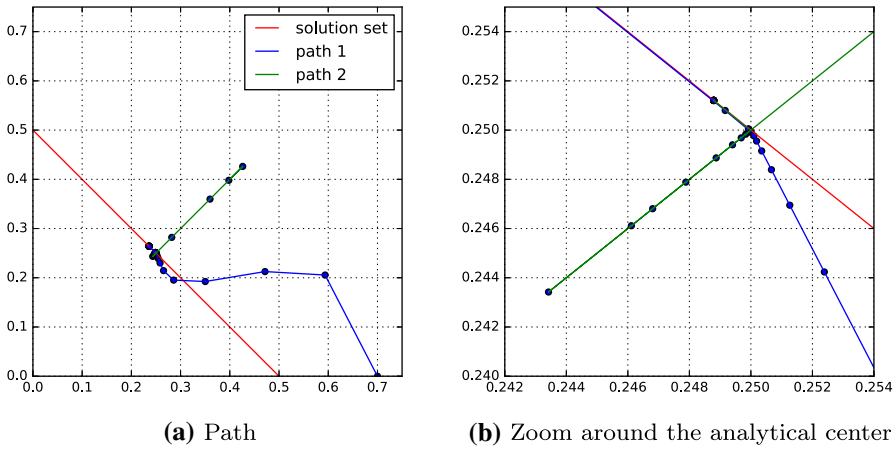 0.7
0.6
0.5
0.4
0.3
0.2
0.1
0.0
0.0 0.1 0.2 0.3 0.4 0.5 0.6 0.7
solution set
path 1
path 2
(a) Path
0.254
0.252
0.250
0.248
0.246
0.244
0.242
0.240
0.242 0.244 0.246 0.248 0.250 0.252 0.254
(b) Zoom around the analytical center